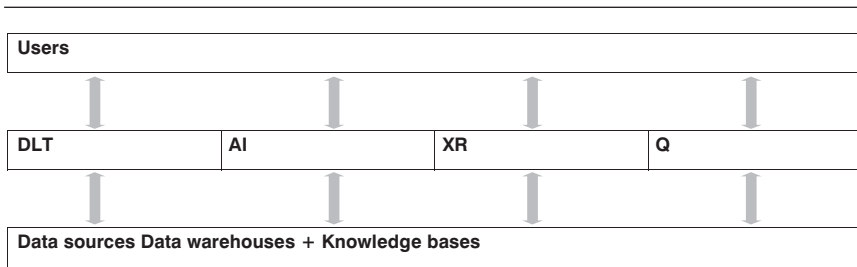 Users
DLT AI XR Q
Data sources Data warehouses + Knowledge bases